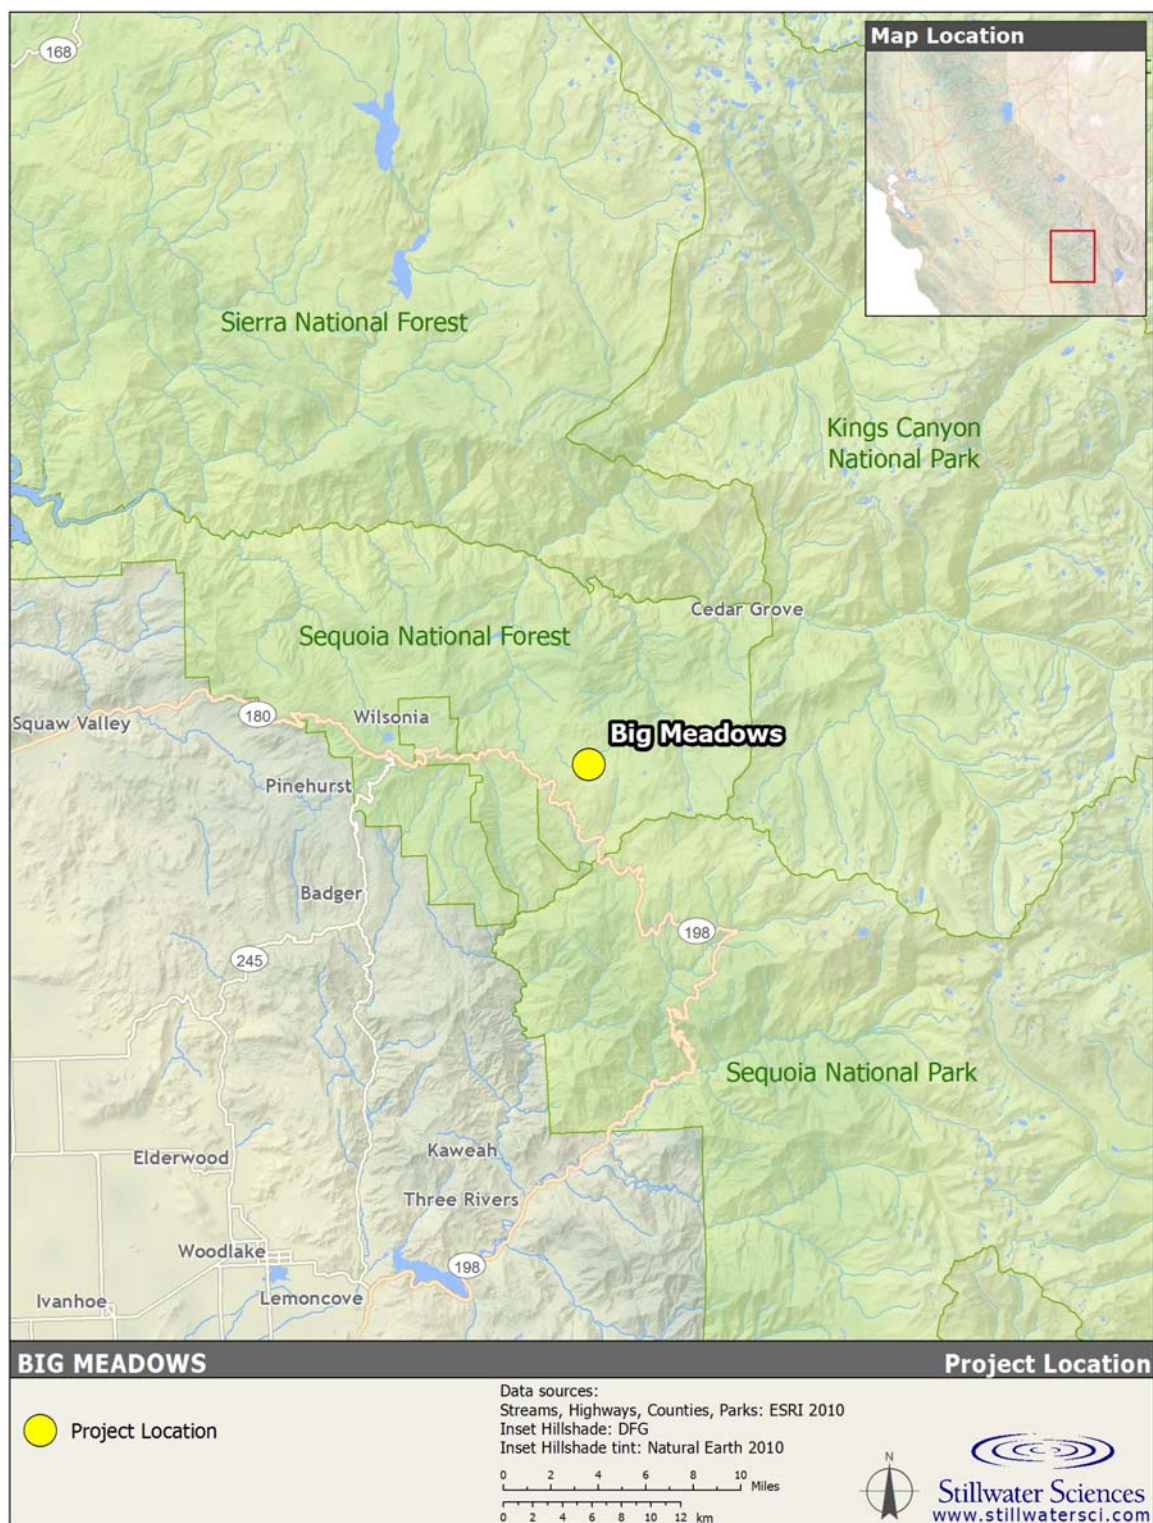 168
Map Location
Sierra National Forest
Kings Canyon
National Park
Cedar Grove
Sequoia National Forest
Squaw Valley
180
Wilsonia
Big Meadows
Pinehurst
Badger
198
245
Sequoia National Park
Kaweah
Elderwood
Three Rivers
Woodlake
198
Ivanhoe
Lemoncove
BIG MEADOWS
Project Location
Project Location
Data sources:
Streams, Highways, Counties, Parks: ESRI 2010
Inset Hillshade: DFG
Inset Hillshade tint: Natural Earth 2010
0 2 4 6 8 10
Miles
0 2 4 6 8 10 12 km
N
Stillwater Sciences
www.stillwatersci.com